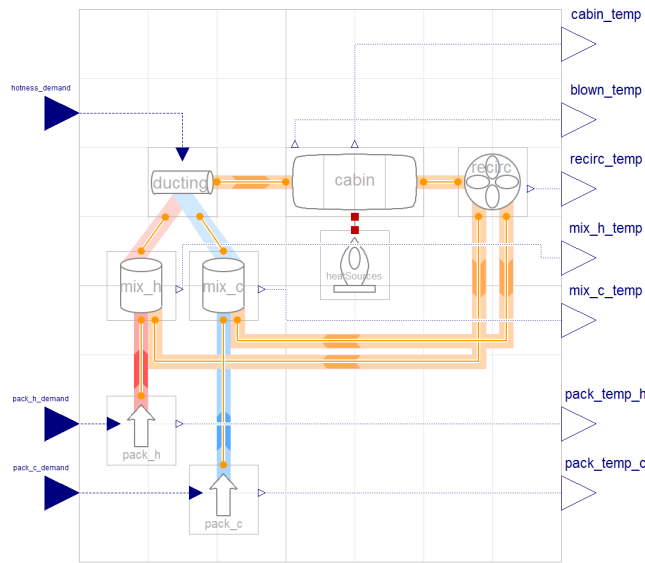 cabin_temp
hotness_demand
blown_temp
recirc_temp
ducting
cabin
recirc
mix_h_temp
heatSources
mix_h
mix_c
mix_c_temp
pack_h_demand
pack_temp_h
pack_h
pack_c_demand
pack_temp_c
pack_c